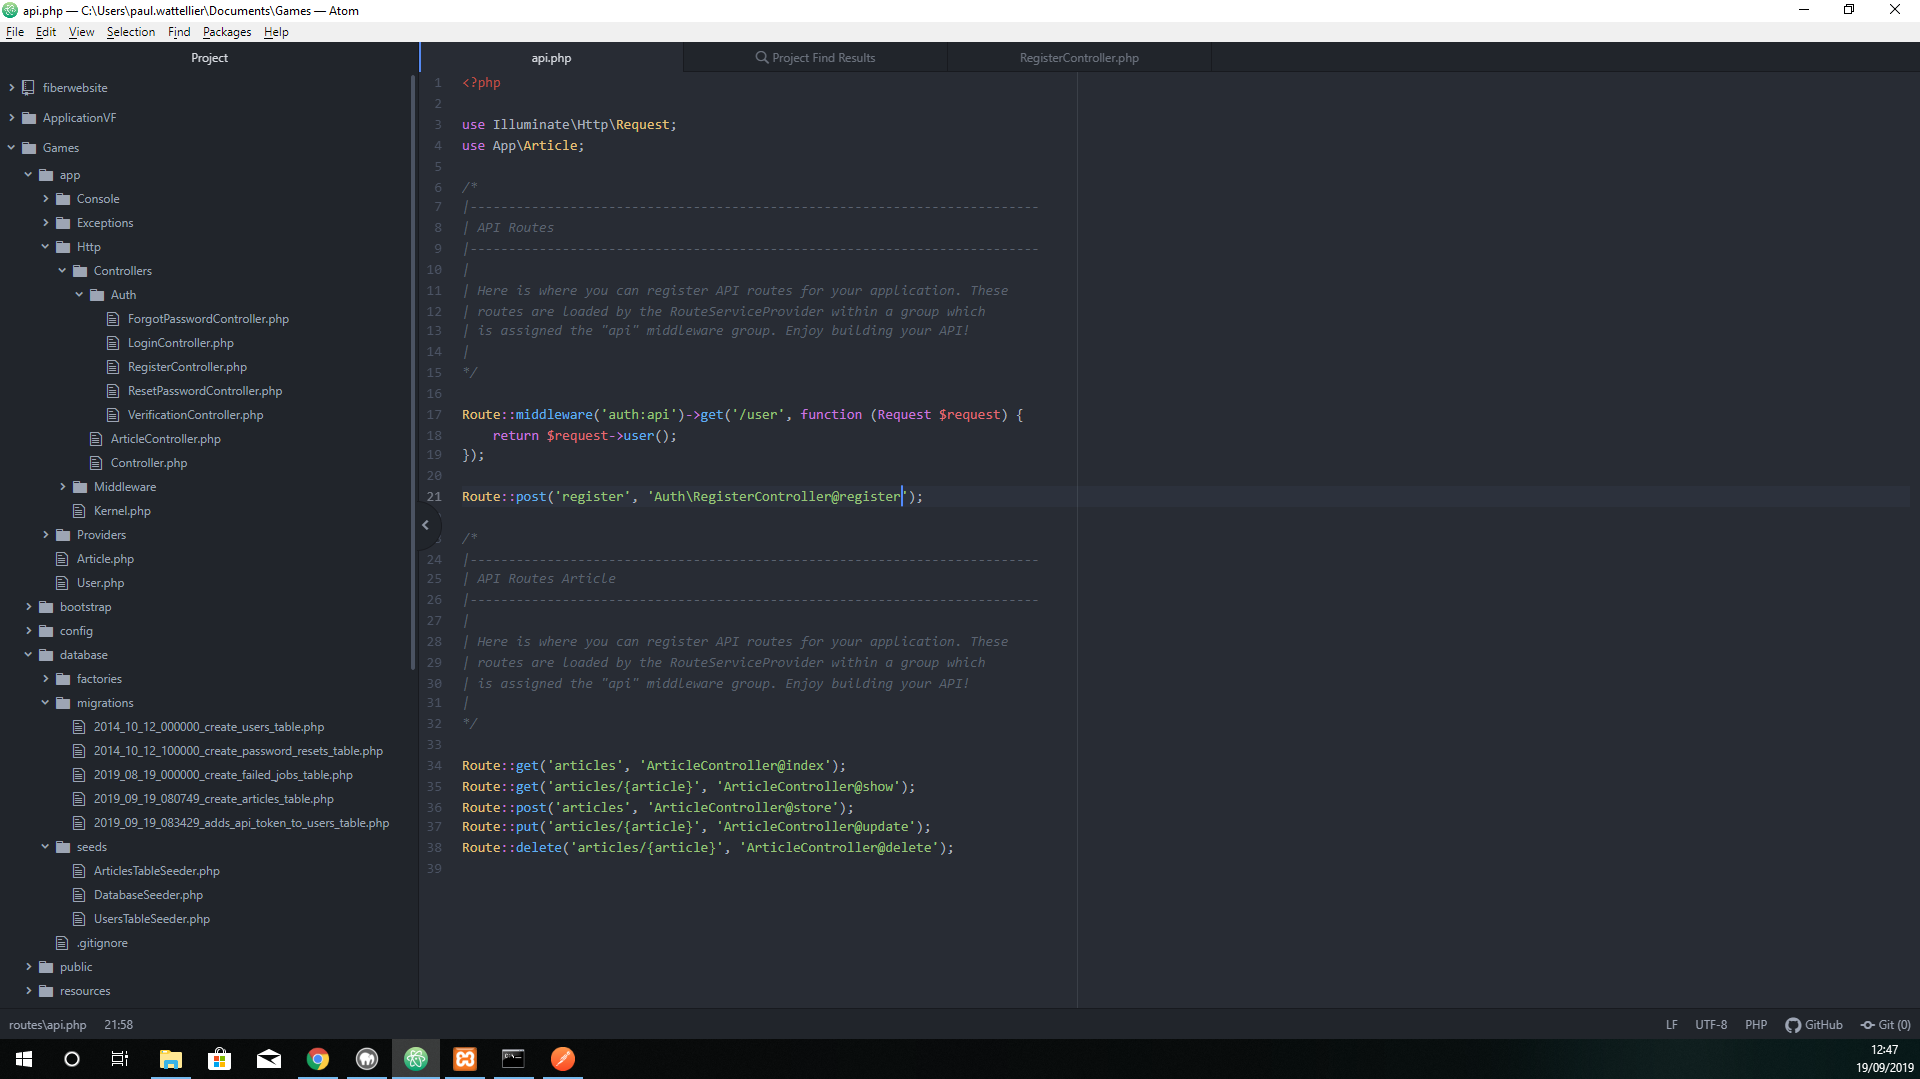 api.php — C:\Users\paul.wattellier\Documents\Games — Atom
File Edit View Selection Find Packages Help
Project
fiberwebsite
ApplicationVF
Games
app
Console
Exceptions
Http
Controllers
Auth
ForgotPasswordController.php
LoginController.php
RegisterController.php
ResetPasswordController.php
VerificationController.php
ArticleController.php
Controller.php
Middleware
Kernel.php
Providers
Article.php
User.php
bootstrap
config
database
factories
migrations
2014_10_12_000000_create_users_table.php
2014_10_12_100000_create_password_resets_table.php
2019_08_19_000000_create_failed_jobs_table.php
2019_09_19_080749_create_articles_table.php
2019_09_19_083429_adds_api_token_to_users_table.php
seeds
ArticlesTableSeeder.php
DatabaseSeeder.php
UsersTableSeeder.php
.gitignore
public
resources
api.php Project Find Results RegisterController.php
1 <?php
2
3 use Illuminate\Http\Request;
4 use App\Article;
5
6 /*
7 |--------------------------------------------------------------------------
8 | API Routes
9 |--------------------------------------------------------------------------
10 |
11 | Here is where you can register API routes for your application. These
12 | routes are loaded by the RouteServiceProvider within a group which
13 | is assigned the "api" middleware group. Enjoy building your API!
14 |
15 */
16
17 Route::middleware('auth:api')->get('/user', function (Request $request) {
18 return $request->user();
19 });
20
21 Route::post('register', 'Auth\RegisterController@register');
/*
24 |--------------------------------------------------------------------------
25 | API Routes Article
26 |--------------------------------------------------------------------------
27 |
28 | Here is where you can register API routes for your application. These
29 | routes are loaded by the RouteServiceProvider within a group which
30 | is assigned the "api" middleware group. Enjoy building your API!
31 |
32 */
33
34 Route::get('articles', 'ArticleController@index');
35 Route::get('articles/{article}', 'ArticleController@show');
36 Route::post('articles', 'ArticleController@store');
37 Route::put('articles/{article}', 'ArticleController@update');
38 Route::delete('articles/{article}', 'ArticleController@delete');
39
routes\api.php 21:58 LF UTF-8 PHP GitHub Git (0)
12:47
19/09/2019